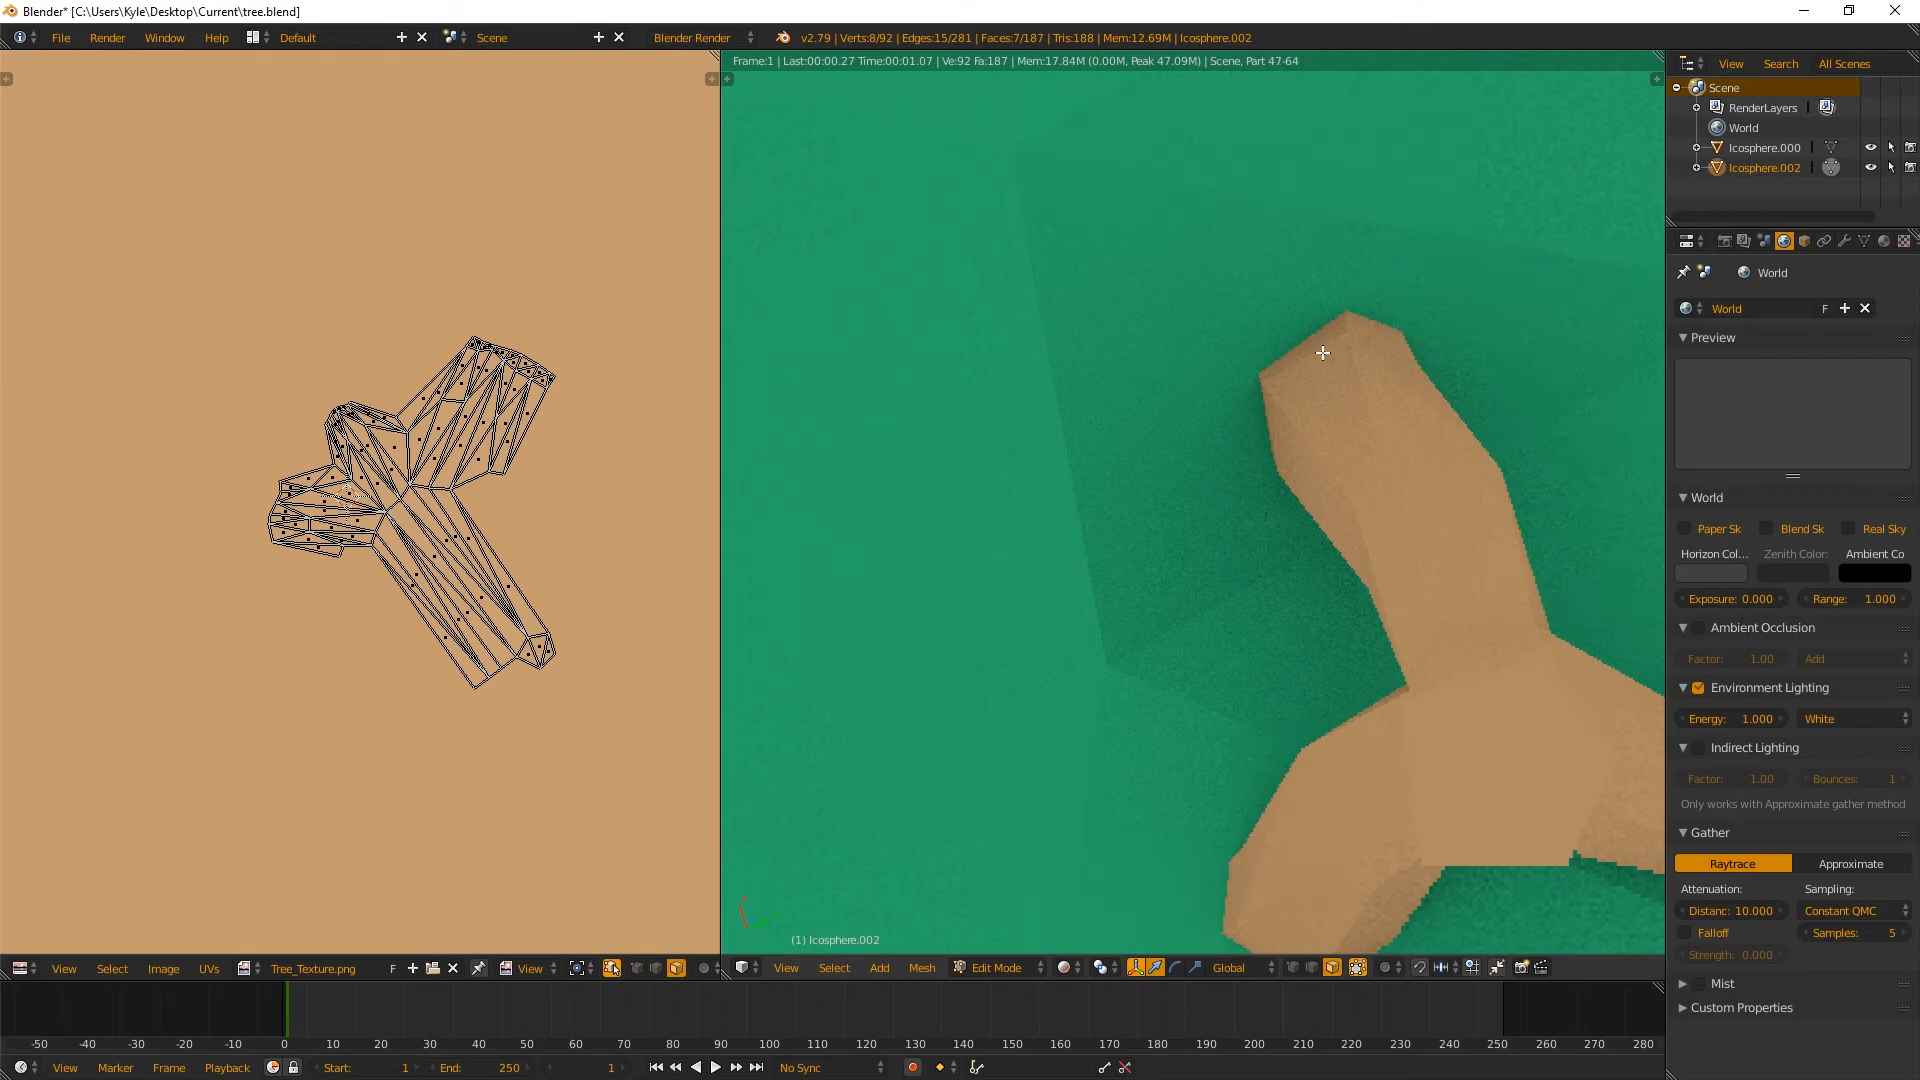 Blender* [C:\Users\Kyle\Desktop\Current\tree.blend]
File Render Window Help Default Scene Blender Render v2.79 | Verts:8/92 | Edges:15/281 | Faces:7/187 | Tris:188 | Mem:12.69M | Icosphere.002
Frame:1 | Last:00:00.27 Time:00:01.07 | Ve:92 Fa:187 | Mem:17.84M (0.00M, Peak 47.09M) | Scene, Part 47-64
View Search All Scenes
Scene
RenderLayers
World
Icosphere.000
Icosphere.002
World
World F
Preview
World
Paper Sk Blend Sk Real Sky
Horizon Col... Zenith Color: Ambient Co
Exposure: 0.000 Range: 1.000
Ambient Occlusion
Factor: 1.00 Add
Environment Lighting
Energy: 1.000 White
Indirect Lighting
Factor: 1.00 Bounces: 1
Only works with Approximate gather method
Gather
Raytrace Approximate
Attenuation: Sampling:
Distanc: 10.000 Constant QMC
Falloff Samples: 5
Strength: 0.000
Mist
Custom Properties
(1) Icosphere.002
View Select Image UVs Tree_Texture.png F View
View Select Add Mesh Edit Mode Global
-50 -40 -30 -20 -10 0 10 20 30 40 50 60 70 80 90 100 110 120 130 140 150 160 170 180 190 200 210 220 230 240 250 260 270 280
View Marker Frame Playback Start: 1 End: 250 1 No Sync